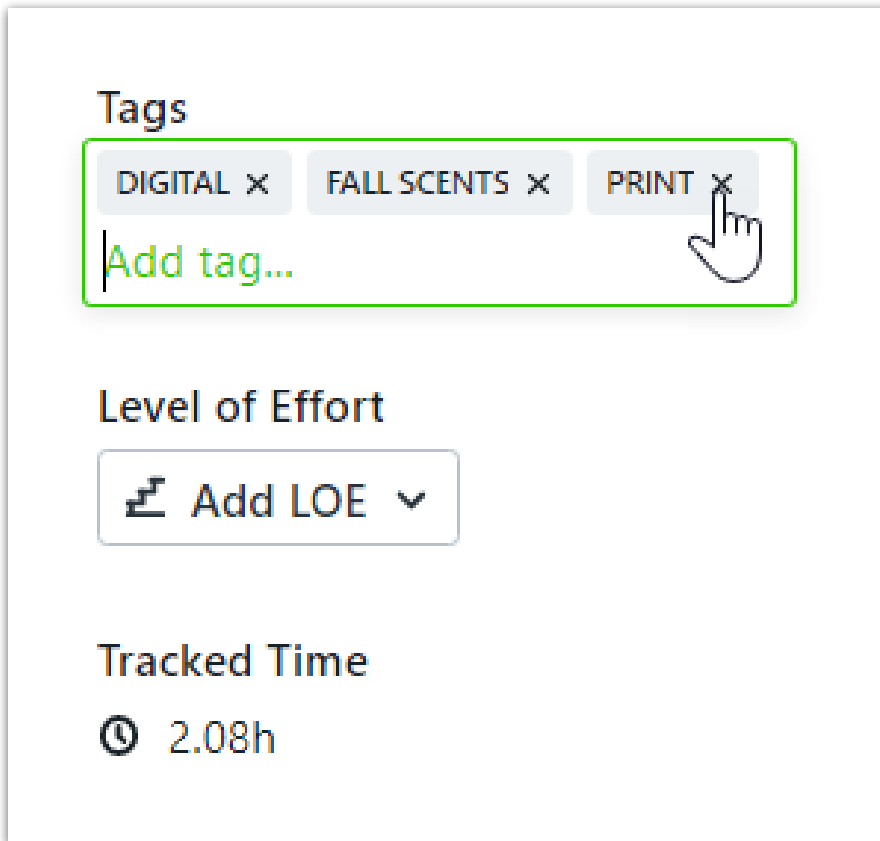 Tags
DIGITAL × FALL SCENTS × PRINT ×
Add tag...
Level of Effort
Add LOE
Tracked Time
2.08h